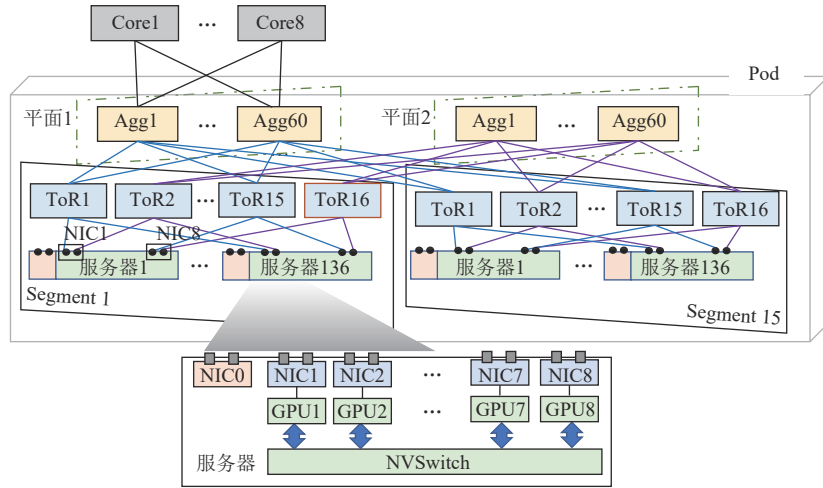 Core1 ··· Core8
Pod
平面1 Agg1 ··· Agg60 平面2 Agg1 ··· Agg60
···
ToR1 ToR2 ··· ToR15 ToR16 ToR1 ToR2 ··· ToR15 ToR16
NIC1 NIC8
服务器1 ··· 服务器136 服务器1 ··· 服务器136
Segment 1 Segment 15
NIC0 NIC1 NIC2 ··· NIC7 NIC8
GPU1 GPU2 ··· GPU7 GPU8
服务器 NVSwitch